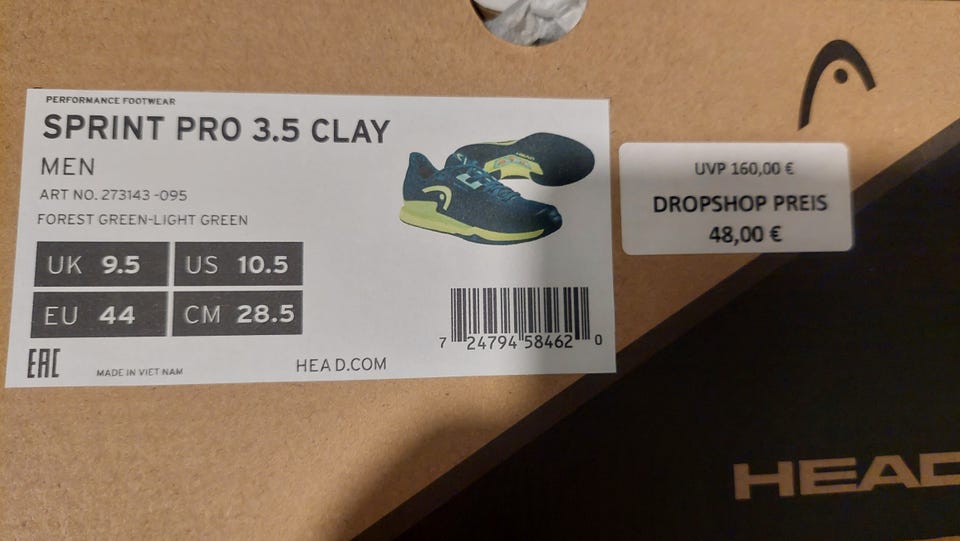 PERFORMANCE FOOTWEAR
SPRINT PRO 3.5 CLAY
MEN
ART NO. 273143 -095
FOREST GREEN-LIGHT GREEN
UK 9.5 US 10.5
EU 44 CM 28.5
EAC
MADE IN VIET NAM
HEAD.COM
7 24794 58462 0
UVP 160,00 €
DROPSHOP PREIS
48,00 €
HEAD